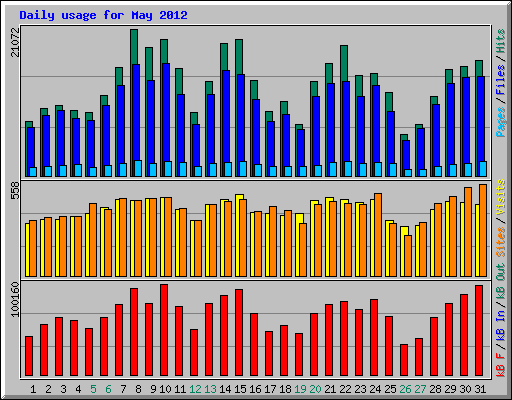 Daily usage for May 2012
21072
Pages / Files / Hits
558
Sites / Visits
100160
kB F / kB In / kB Out
1 2 3 4 5 6 7 8 9 10 11 12 13 14 15 16 17 18 19 20 21 22 23 24 25 26 27 28 29 30 31